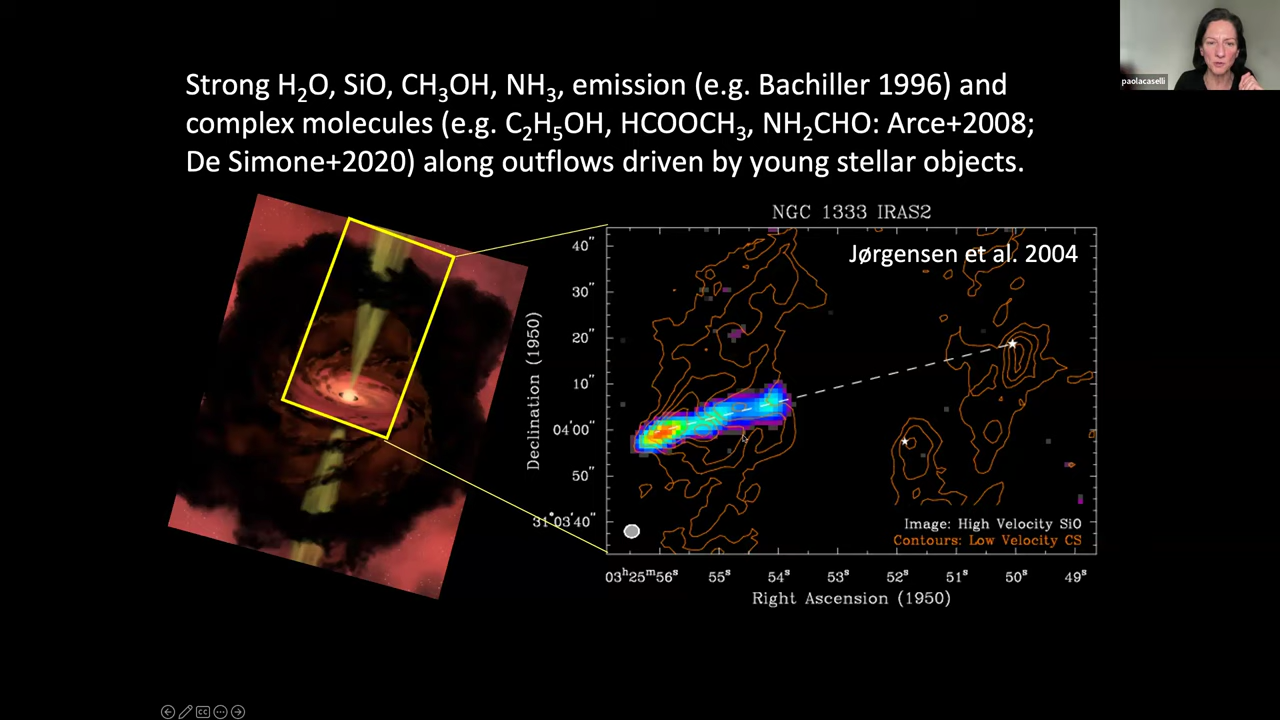 paolacaselli
Strong H₂O, SiO, CH₃OH, NH₃, emission (e.g. Bachiller 1996) and
complex molecules (e.g. C₂H₅OH, HCOOCH₃, NH₂CHO: Arce+2008;
De Simone+2020) along outflows driven by young stellar objects.
NGC 1333 IRAS2
Jørgensen et al. 2004
40"
30"
20"
10"
04'00"
50"
31°03'40"
Declination (1950)
Image: High Velocity SiO
Contours: Low Velocity CS
03ʰ25ᵐ56ˢ 55ˢ 54ˢ 53ˢ 52ˢ 51ˢ 50ˢ 49ˢ
Right Ascension (1950)
CC